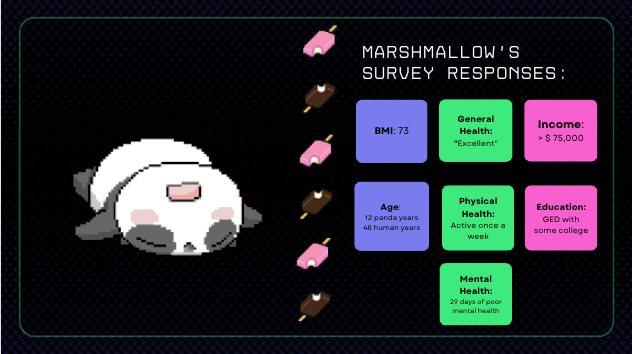 MARSHMALLOW'S
SURVEY RESPONSES:
BMI: 73
General
Health:
"Excellent"
Income:
> $ 75,000
Age:
12 panda years
48 human years
Physical
Health:
Active once a
week
Education:
GED with
some college
Mental
Health:
29 days of poor
mental health